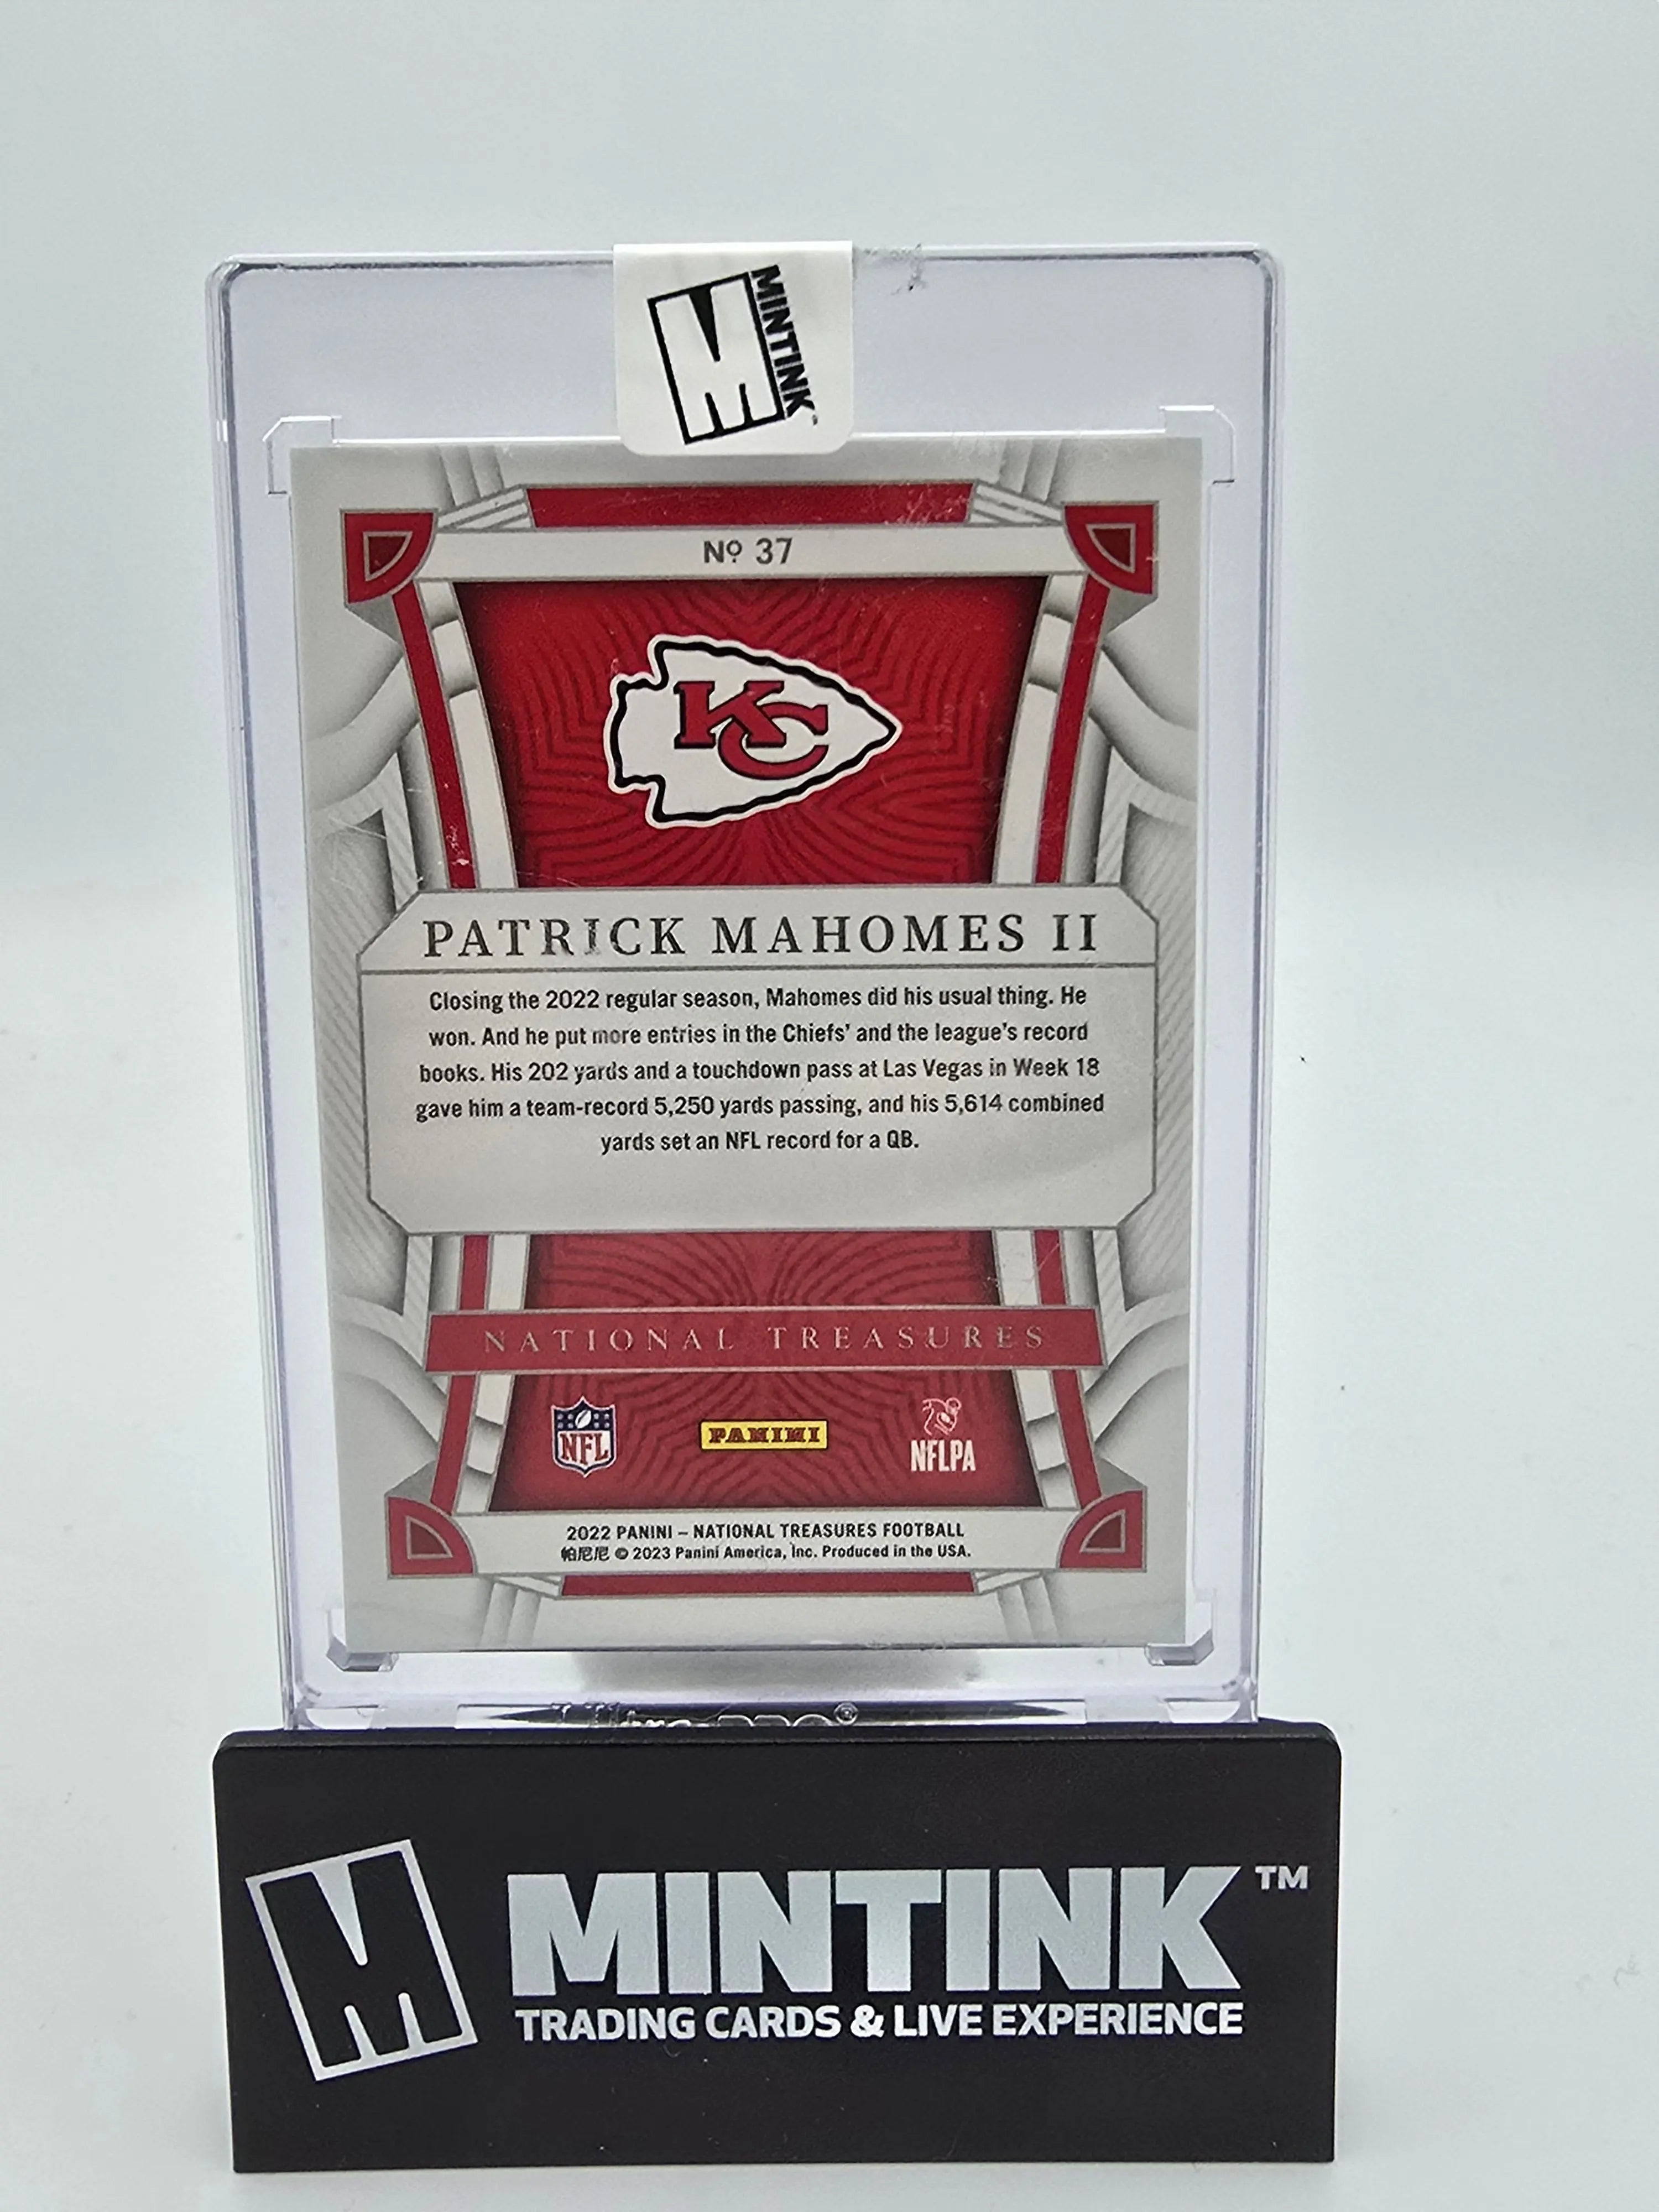 M MINTINK™
Nº 37
KC
PATRICK MAHOMES II
Closing the 2022 regular season, Mahomes did his usual thing. He
won. And he put more entries in the Chiefs' and the league's record
books. His 202 yards and a touchdown pass at Las Vegas in Week 18
gave him a team-record 5,250 yards passing, and his 5,614 combined
yards set an NFL record for a QB.
NATIONAL TREASURES
NFL
PANINI
NFLPA
2022 PANINI – NATIONAL TREASURES FOOTBALL
帕尼尼 © 2023 Panini America, Inc. Produced in the USA.
M MINTINK™
TRADING CARDS & LIVE EXPERIENCE